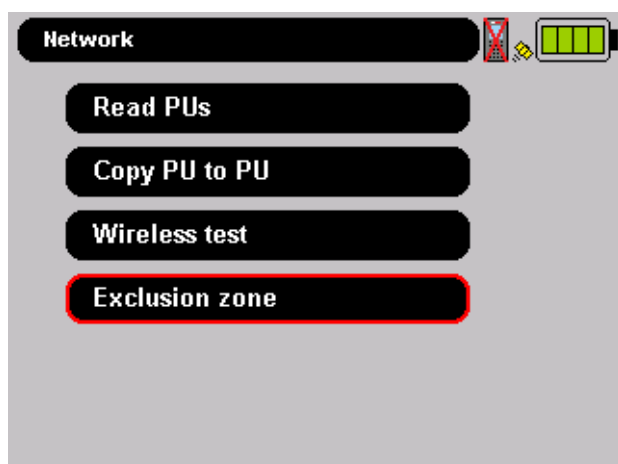 Network
Read PUs
Copy PU to PU
Wireless test
Exclusion zone